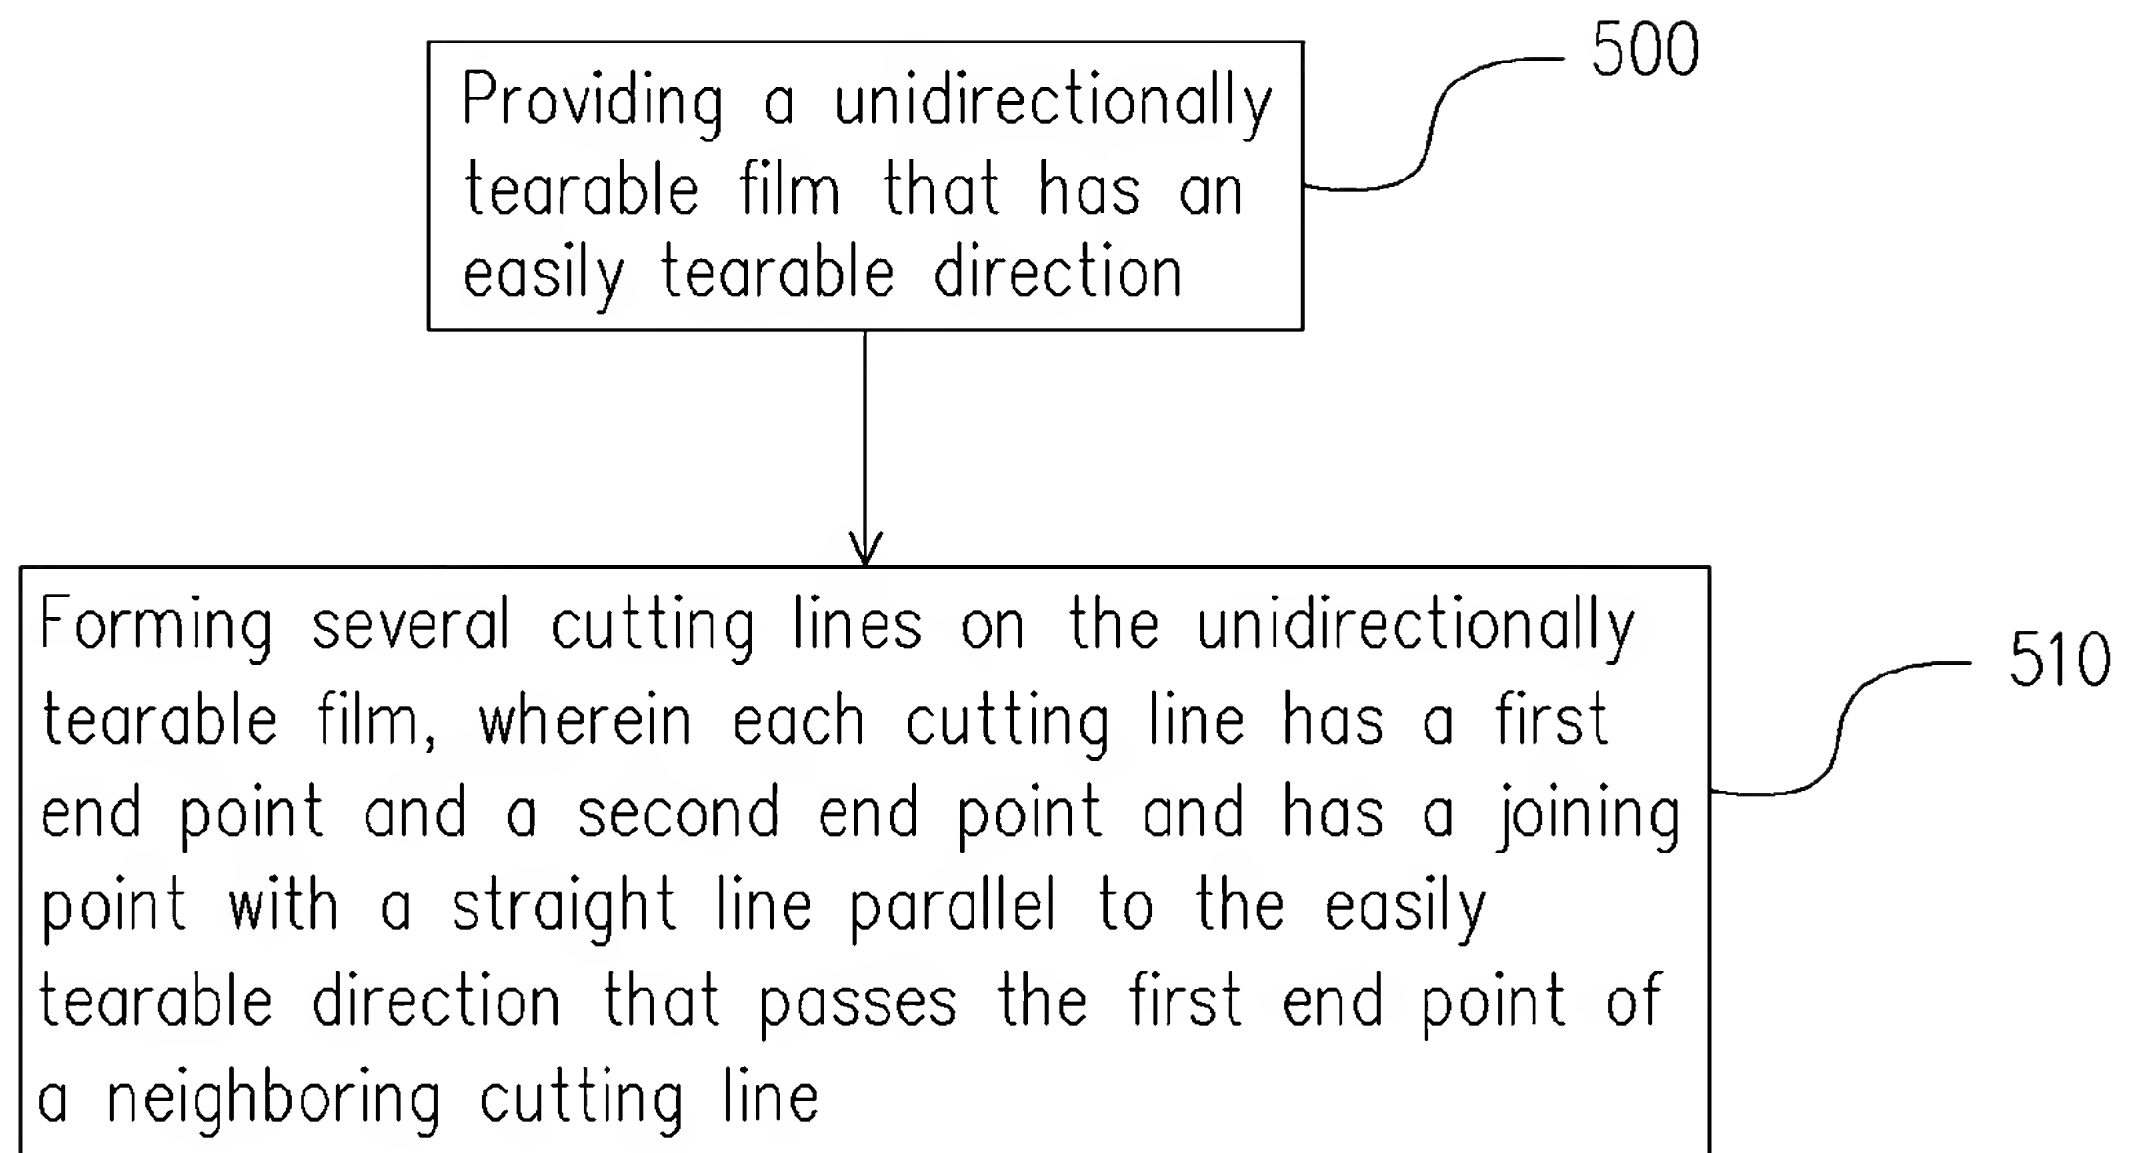 500
Providing a unidirectionally
tearable film that has an
easily tearable direction
Forming several cutting lines on the unidirectionally
510
tearable film, wherein each cutting line has a first
end point and a second end point and has a joining
point with a straight line parallel to the easily
tearable direction that passes the first end point of
a neighboring cutting line